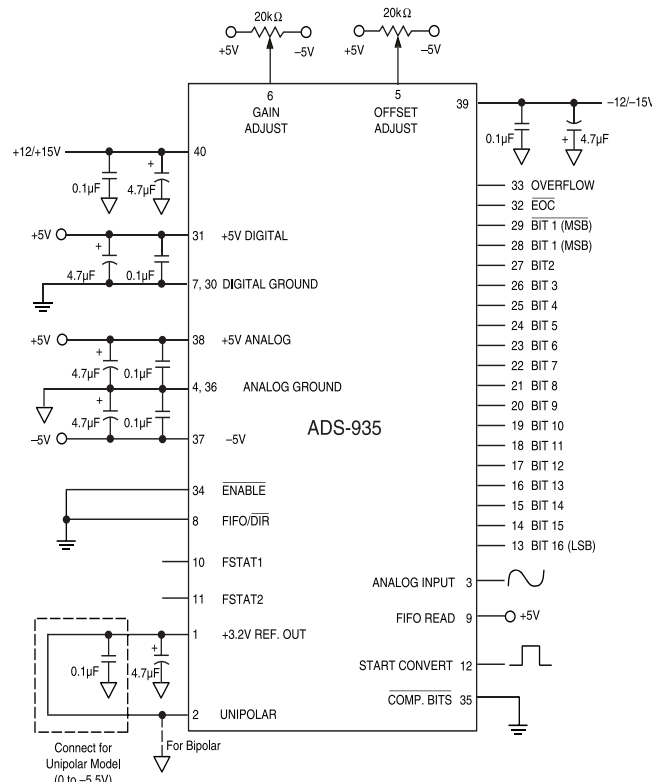 20kΩ
20kΩ
+5V
–5V
+5V
–5V
6
GAIN
ADJUST
5
OFFSET
ADJUST
39
–12/–15V
0.1µF
+
4.7µF
+12/+15V
40
0.1µF
+
4.7µF
+5V
31
+5V DIGITAL
+
4.7µF
0.1µF
7, 30 DIGITAL GROUND
+5V
38
+5V ANALOG
+
4.7µF
0.1µF
4, 36
ANALOG GROUND
+
4.7µF
0.1µF
–5V
37
–5V
ADS-935
34
ENABLE
8
FIFO/DIR
10
FSTAT1
11
FSTAT2
1
+3.2V REF. OUT
0.1µF
+
4.7µF
2
UNIPOLAR
Connect for
Unipolar Model
(0 to –5.5V)
For Bipolar
33 OVERFLOW
32 EOC
29 BIT 1 (MSB)
28 BIT 1 (MSB)
27 BIT2
26 BIT 3
25 BIT 4
24 BIT 5
23 BIT 6
22 BIT 7
21 BIT 8
20 BIT 9
19 BIT 10
18 BIT 11
17 BIT 12
16 BIT 13
15 BIT 14
14 BIT 15
13 BIT 16 (LSB)
ANALOG INPUT 3
FIFO READ 9
+5V
START CONVERT 12
COMP. BITS 35